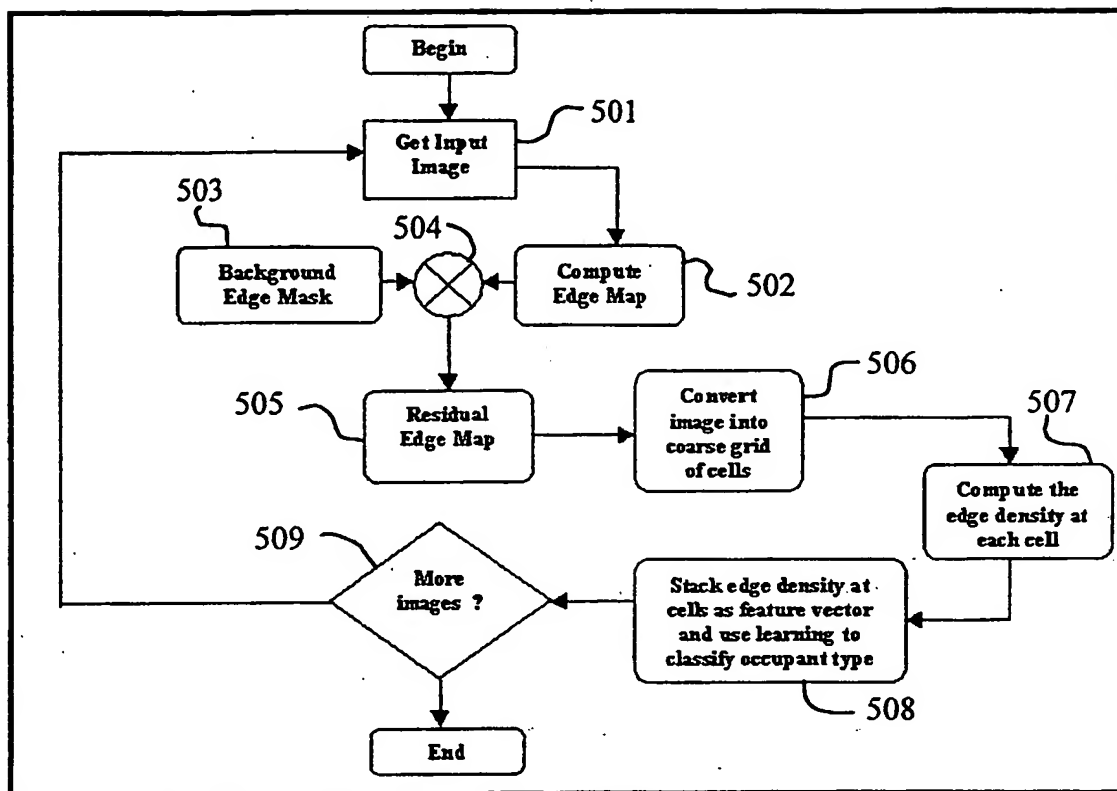 Begin
501
Get Input
Image
503
504
Background
Edge Mask
Compute
Edge Map
502
505
Residual
Edge Map
506
Convert
image into
coarse grid
of cells
507
Compute the
edge density at
each cell
509
More
images ?
Stack edge density at
cells as feature vector
and use learning to
classify occupant type
508
End